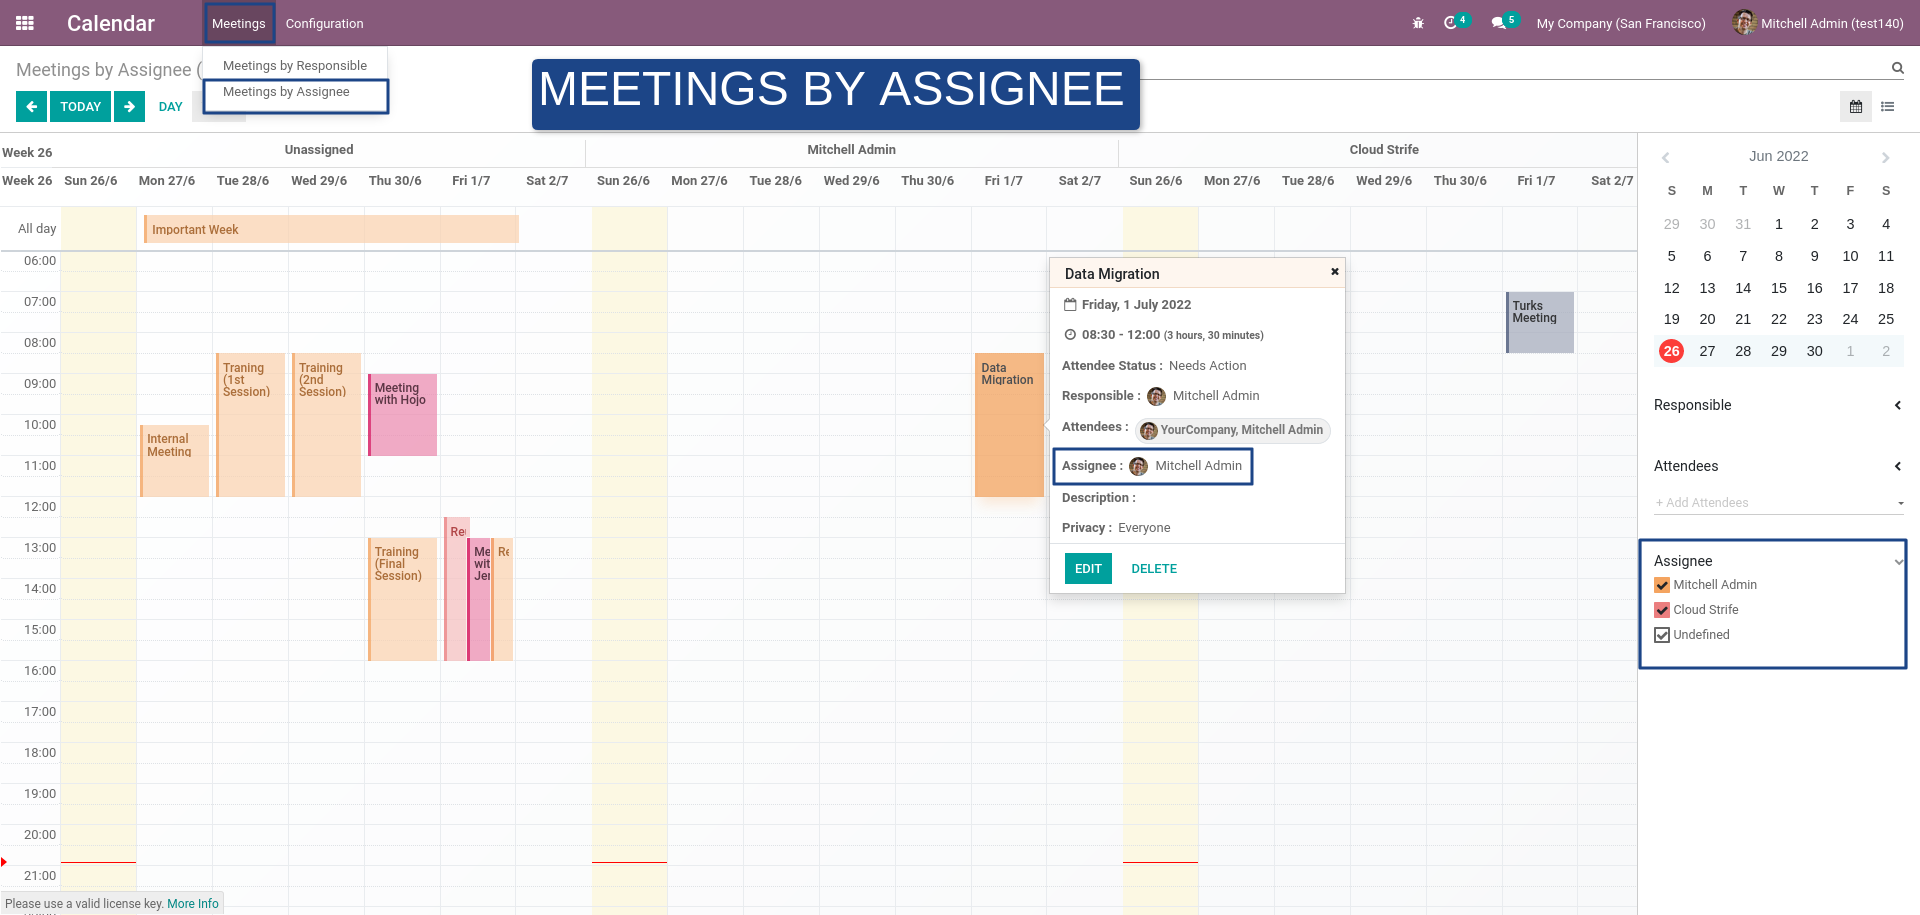 Calendar
Meetings
Configuration
4
5
My Company (San Francisco)
Mitchell Admin (test140)
Meetings by Assignee (
Meetings by Responsible
Meetings by Assignee
MEETINGS BY ASSIGNEE
TODAY
DAY
Week 26 Unassigned Mitchell Admin Cloud Strife
Week 26 Sun 26/6 Mon 27/6 Tue 28/6 Wed 29/6 Thu 30/6 Fri 1/7 Sat 2/7 Sun 26/6 Mon 27/6 Tue 28/6 Wed 29/6 Thu 30/6 Fri 1/7 Sat 2/7 Sun 26/6 Mon 27/6 Tue 28/6 Wed 29/6 Thu 30/6 Fri 1/7 Sat 2/7
All day
Important Week
06:00
07:00
08:00
09:00
10:00
11:00
12:00
13:00
14:00
15:00
16:00
17:00
18:00
19:00
20:00
21:00
Internal
Meeting
Traning
(1st
Session)
Training
(2nd
Session)
Meeting
with Hojo
Training
(Final
Session)
Re
Me
wit
Jer
Re
Data
Migration
Turks
Meeting
Data Migration
Friday, 1 July 2022
08:30 - 12:00 (3 hours, 30 minutes)
Attendee Status : Needs Action
Responsible : Mitchell Admin
Attendees : YourCompany, Mitchell Admin
Assignee : Mitchell Admin
Description :
Privacy : Everyone
EDIT
DELETE
Jun 2022
S M T W T F S
29 30 31 1 2 3 4
5 6 7 8 9 10 11
12 13 14 15 16 17 18
19 20 21 22 23 24 25
26 27 28 29 30 1 2
Responsible
Attendees
+ Add Attendees
Assignee
Mitchell Admin
Cloud Strife
Undefined
Please use a valid license key. More Info